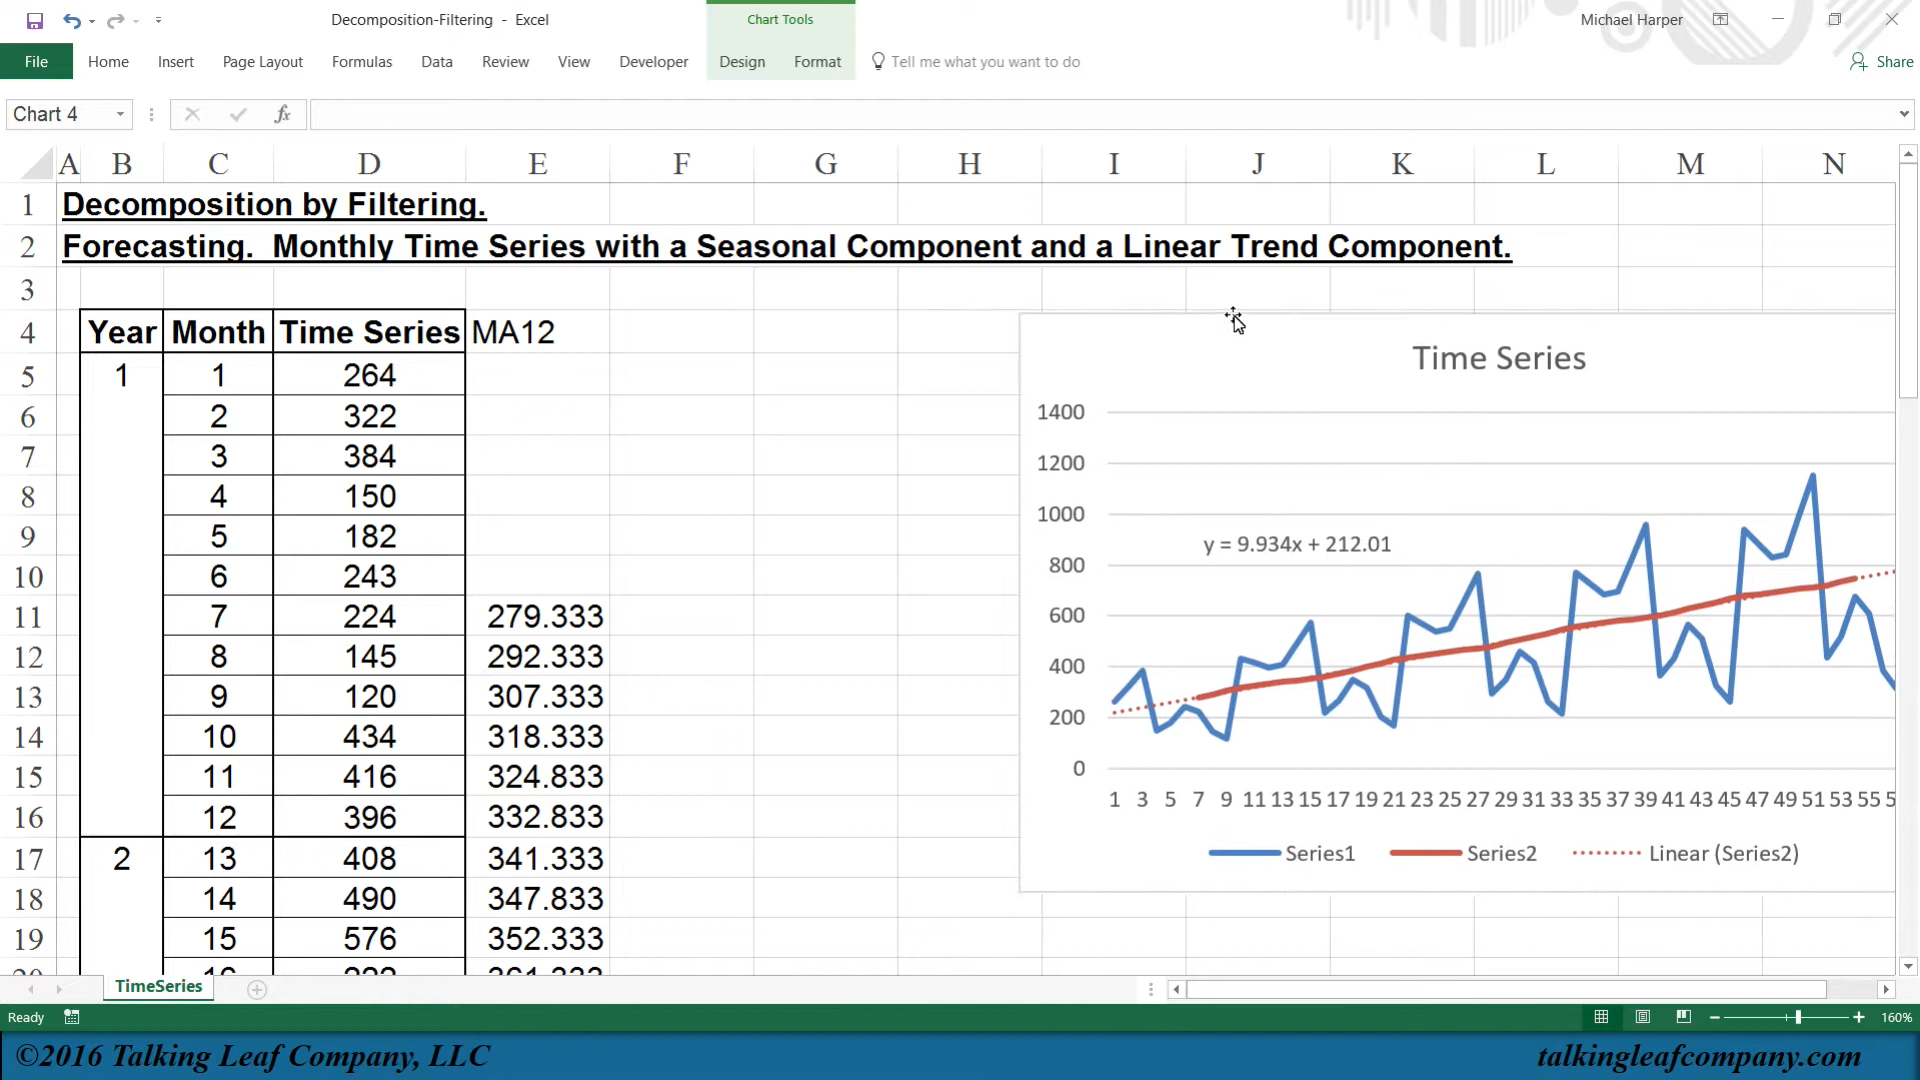 Decomposition-Filtering - Excel
Chart Tools
Michael Harper
File Home Insert Page Layout Formulas Data Review View Developer Design Format Tell me what you want to do Share
Chart 4 fx
A B C D E F G H I J K L M N
1 Decomposition by Filtering.
2 Forecasting. Monthly Time Series with a Seasonal Component and a Linear Trend Component.
3
4 Year Month Time Series MA12
5 1 1 264
6 2 322
7 3 384
8 4 150
9 5 182
10 6 243
11 7 224 279.333
12 8 145 292.333
13 9 120 307.333
14 10 434 318.333
15 11 416 324.833
16 12 396 332.833
17 2 13 408 341.333
18 14 490 347.833
19 15 576 352.333
Time Series
1400
1200
1000
y = 9.934x + 212.01
800
600
400
200
0
1 3 5 7 9 11 13 15 17 19 21 23 25 27 29 31 33 35 37 39 41 43 45 47 49 51 53 55
Series1 Series2 Linear (Series2)
TimeSeries
Ready 160%
©2016 Talking Leaf Company, LLC talkingleafcompany.com